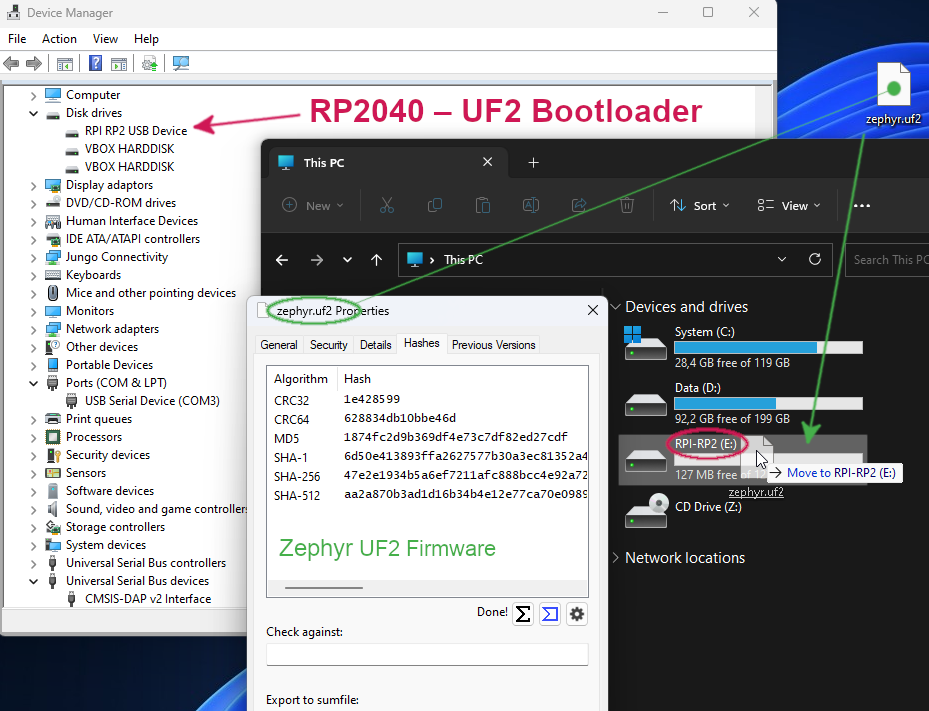 Device Manager
File Action View Help
Computer
Disk drives
RPI RP2 USB Device
VBOX HARDDISK
VBOX HARDDISK
Display adaptors
DVD/CD-ROM drives
Human Interface Devices
IDE ATA/ATAPI controllers
Jungo Connectivity
Keyboards
Mice and other pointing devices
Monitors
Network adapters
Other devices
Portable Devices
Ports (COM & LPT)
USB Serial Device (COM3)
Print queues
Processors
Security devices
Sensors
Software devices
Sound, video and game controllers
Storage controllers
System devices
Universal Serial Bus controllers
Universal Serial Bus devices
CMSIS-DAP v2 Interface
RP2040 – UF2 Bootloader
zephyr.uf2
This PC
New
Sort
View
This PC
Search This PC
Devices and drives
System (C:)
28,4 GB free of 119 GB
Data (D:)
92,2 GB free of 199 GB
RPI-RP2 (E:)
127 MB free of
Move to RPI-RP2 (E:)
zephyr.uf2
CD Drive (Z:)
Network locations
zephyr.uf2 Properties
General Security Details Hashes Previous Versions
Algorithm Hash
CRC32 1e428599
CRC64 628834db10bbe46d
MD5 1874fc2d9b369df4e73c7df82ed27cdf
SHA-1 6d50e413893ffa2627577b30a3ec81352a4
SHA-256 47e2e1934b5a6ef7211afc888bcc4e92a72
SHA-512 aa2a870b3ad1d16b34b4e12e77ca70e0989
Zephyr UF2 Firmware
Done!
Check against:
Export to sumfile: